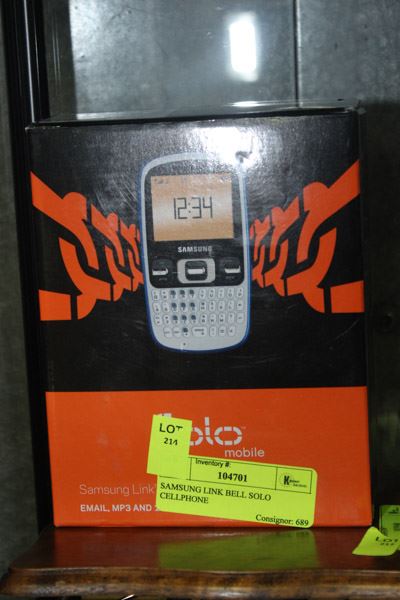 12:34
SAMSUNG
mobile
LOT
214
Inventory #:
104701
SAMSUNG LINK BELL SOLO
CELLPHONE
Consignor: 689
Samsung Link
EMAIL, MP3 AND
LOT